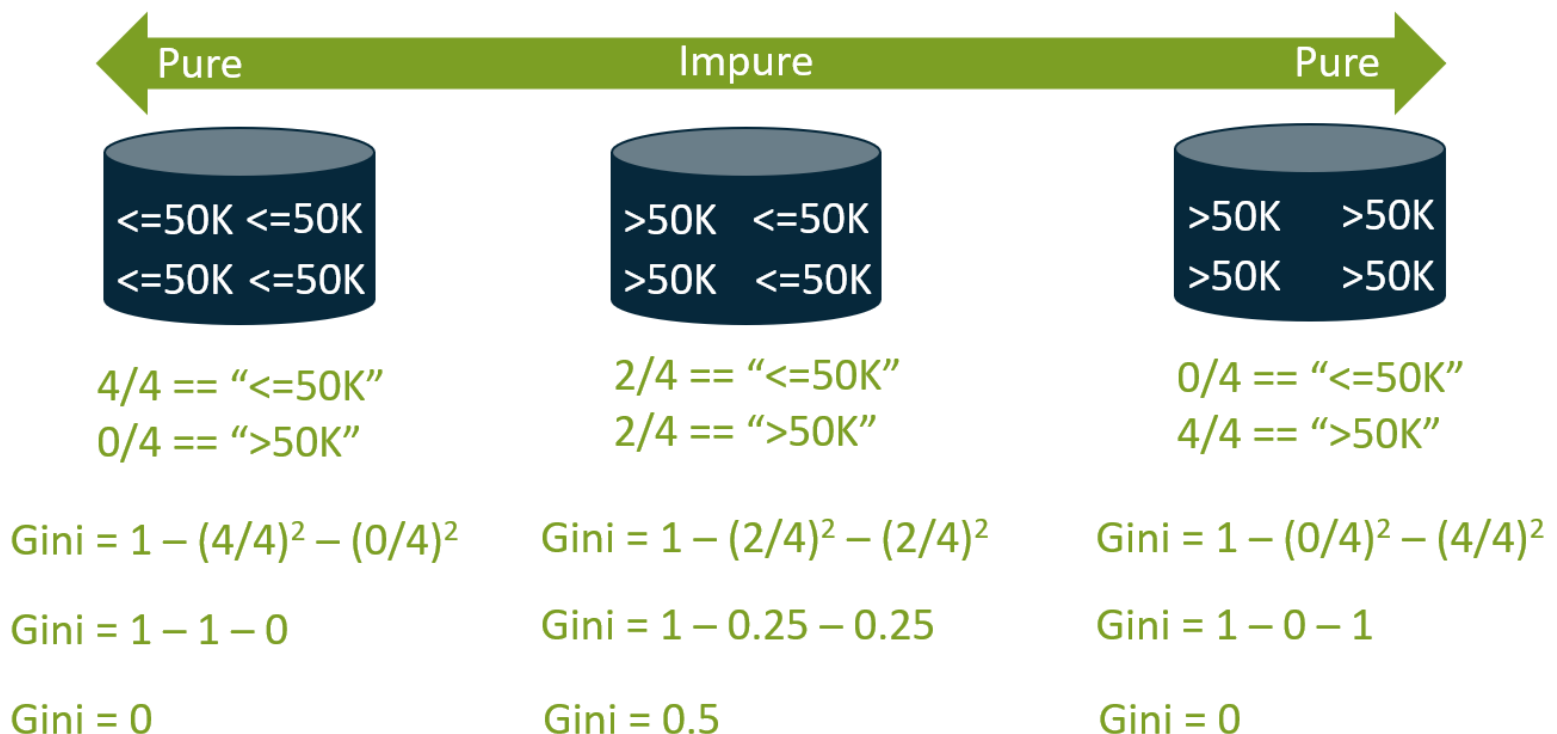 Pure Impure Pure
<=50K <=50K
<=50K <=50K
>50K <=50K
>50K <=50K
>50K >50K
>50K >50K
4/4 == “<=50K”
0/4 == “>50K”
2/4 == “<=50K”
2/4 == “>50K”
0/4 == “<=50K”
4/4 == “>50K”
Gini = 1 – (4/4)² – (0/4)²
Gini = 1 – 1 – 0
Gini = 0
Gini = 1 – (2/4)² – (2/4)²
Gini = 1 – 0.25 – 0.25
Gini = 0.5
Gini = 1 – (0/4)² – (4/4)²
Gini = 1 – 0 – 1
Gini = 0